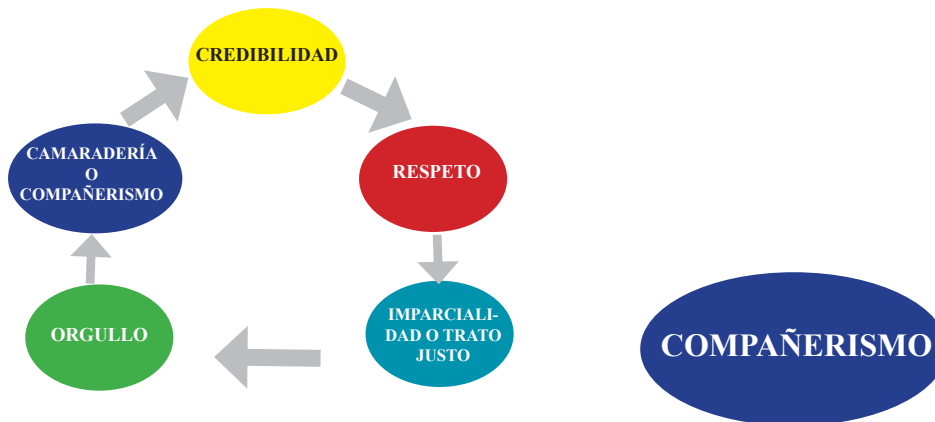 CREDIBILIDAD
RESPETO
IMPARCIALI-
DAD O TRATO
JUSTO
ORGULLO
CAMARADERÍA
O
COMPAÑERISMO
COMPAÑERISMO